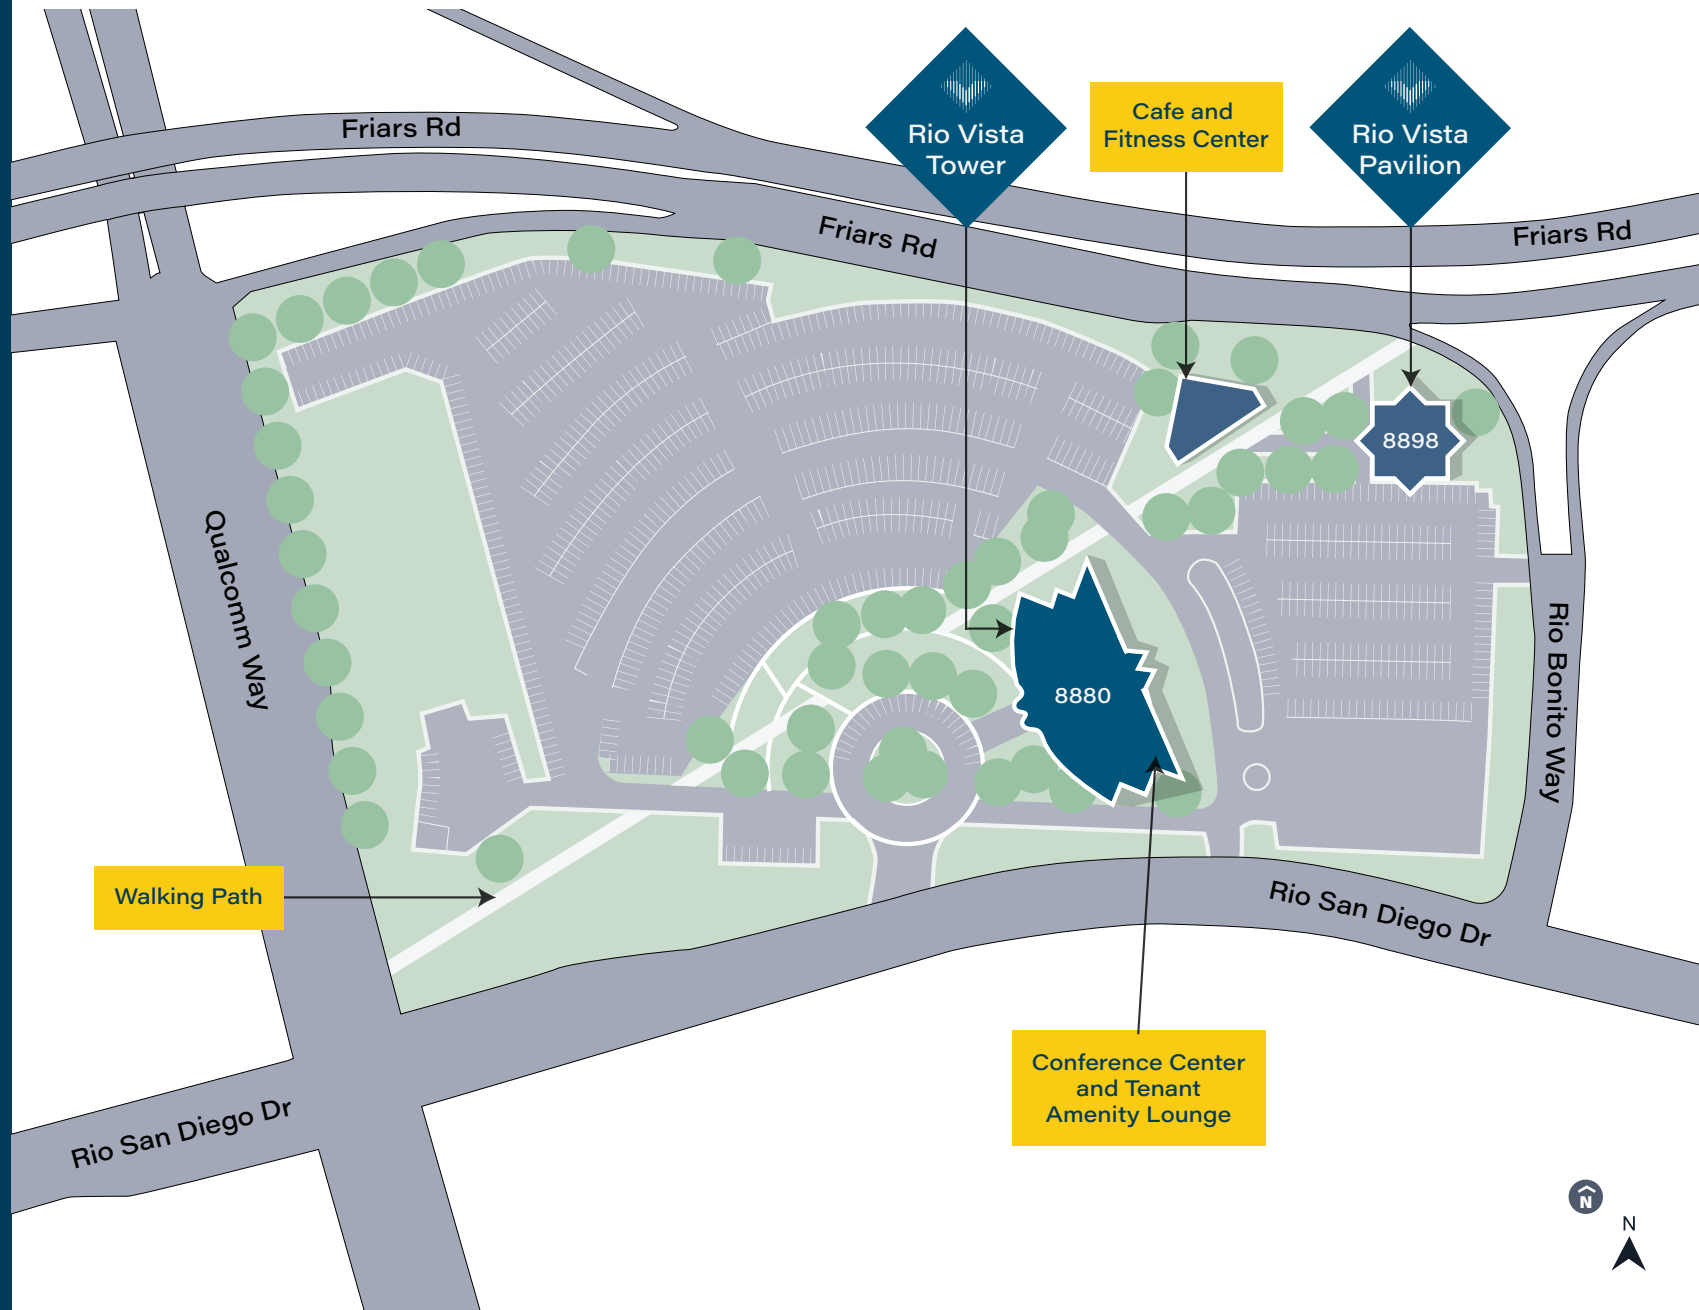 Friars Rd
Rio Vista
Tower
Cafe and
Fitness Center
Rio Vista
Pavilion
Friars Rd
Friars Rd
8898
Qualcomm Way
8880
Rio Bonito Way
Walking Path
Rio San Diego Dr
Conference Center
and Tenant
Amenity Lounge
Rio San Diego Dr
N
N